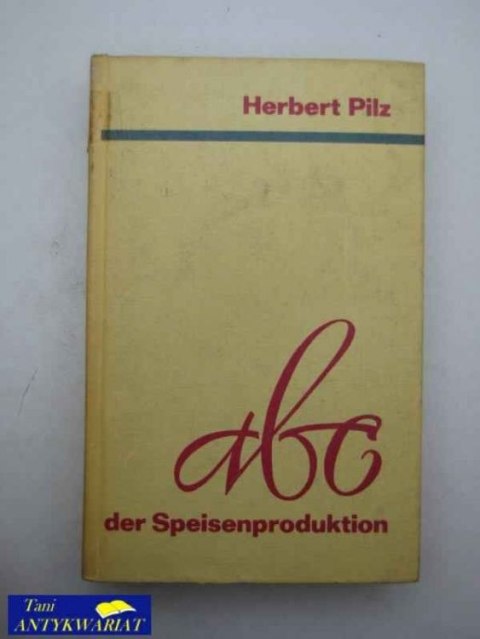 Herbert Pilz
abc
der Speisenproduktion
Tani
ANTYKWARIAT